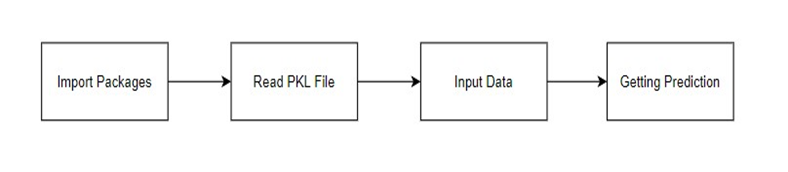 Import Packages
Read PKL File
Input Data
Getting Prediction